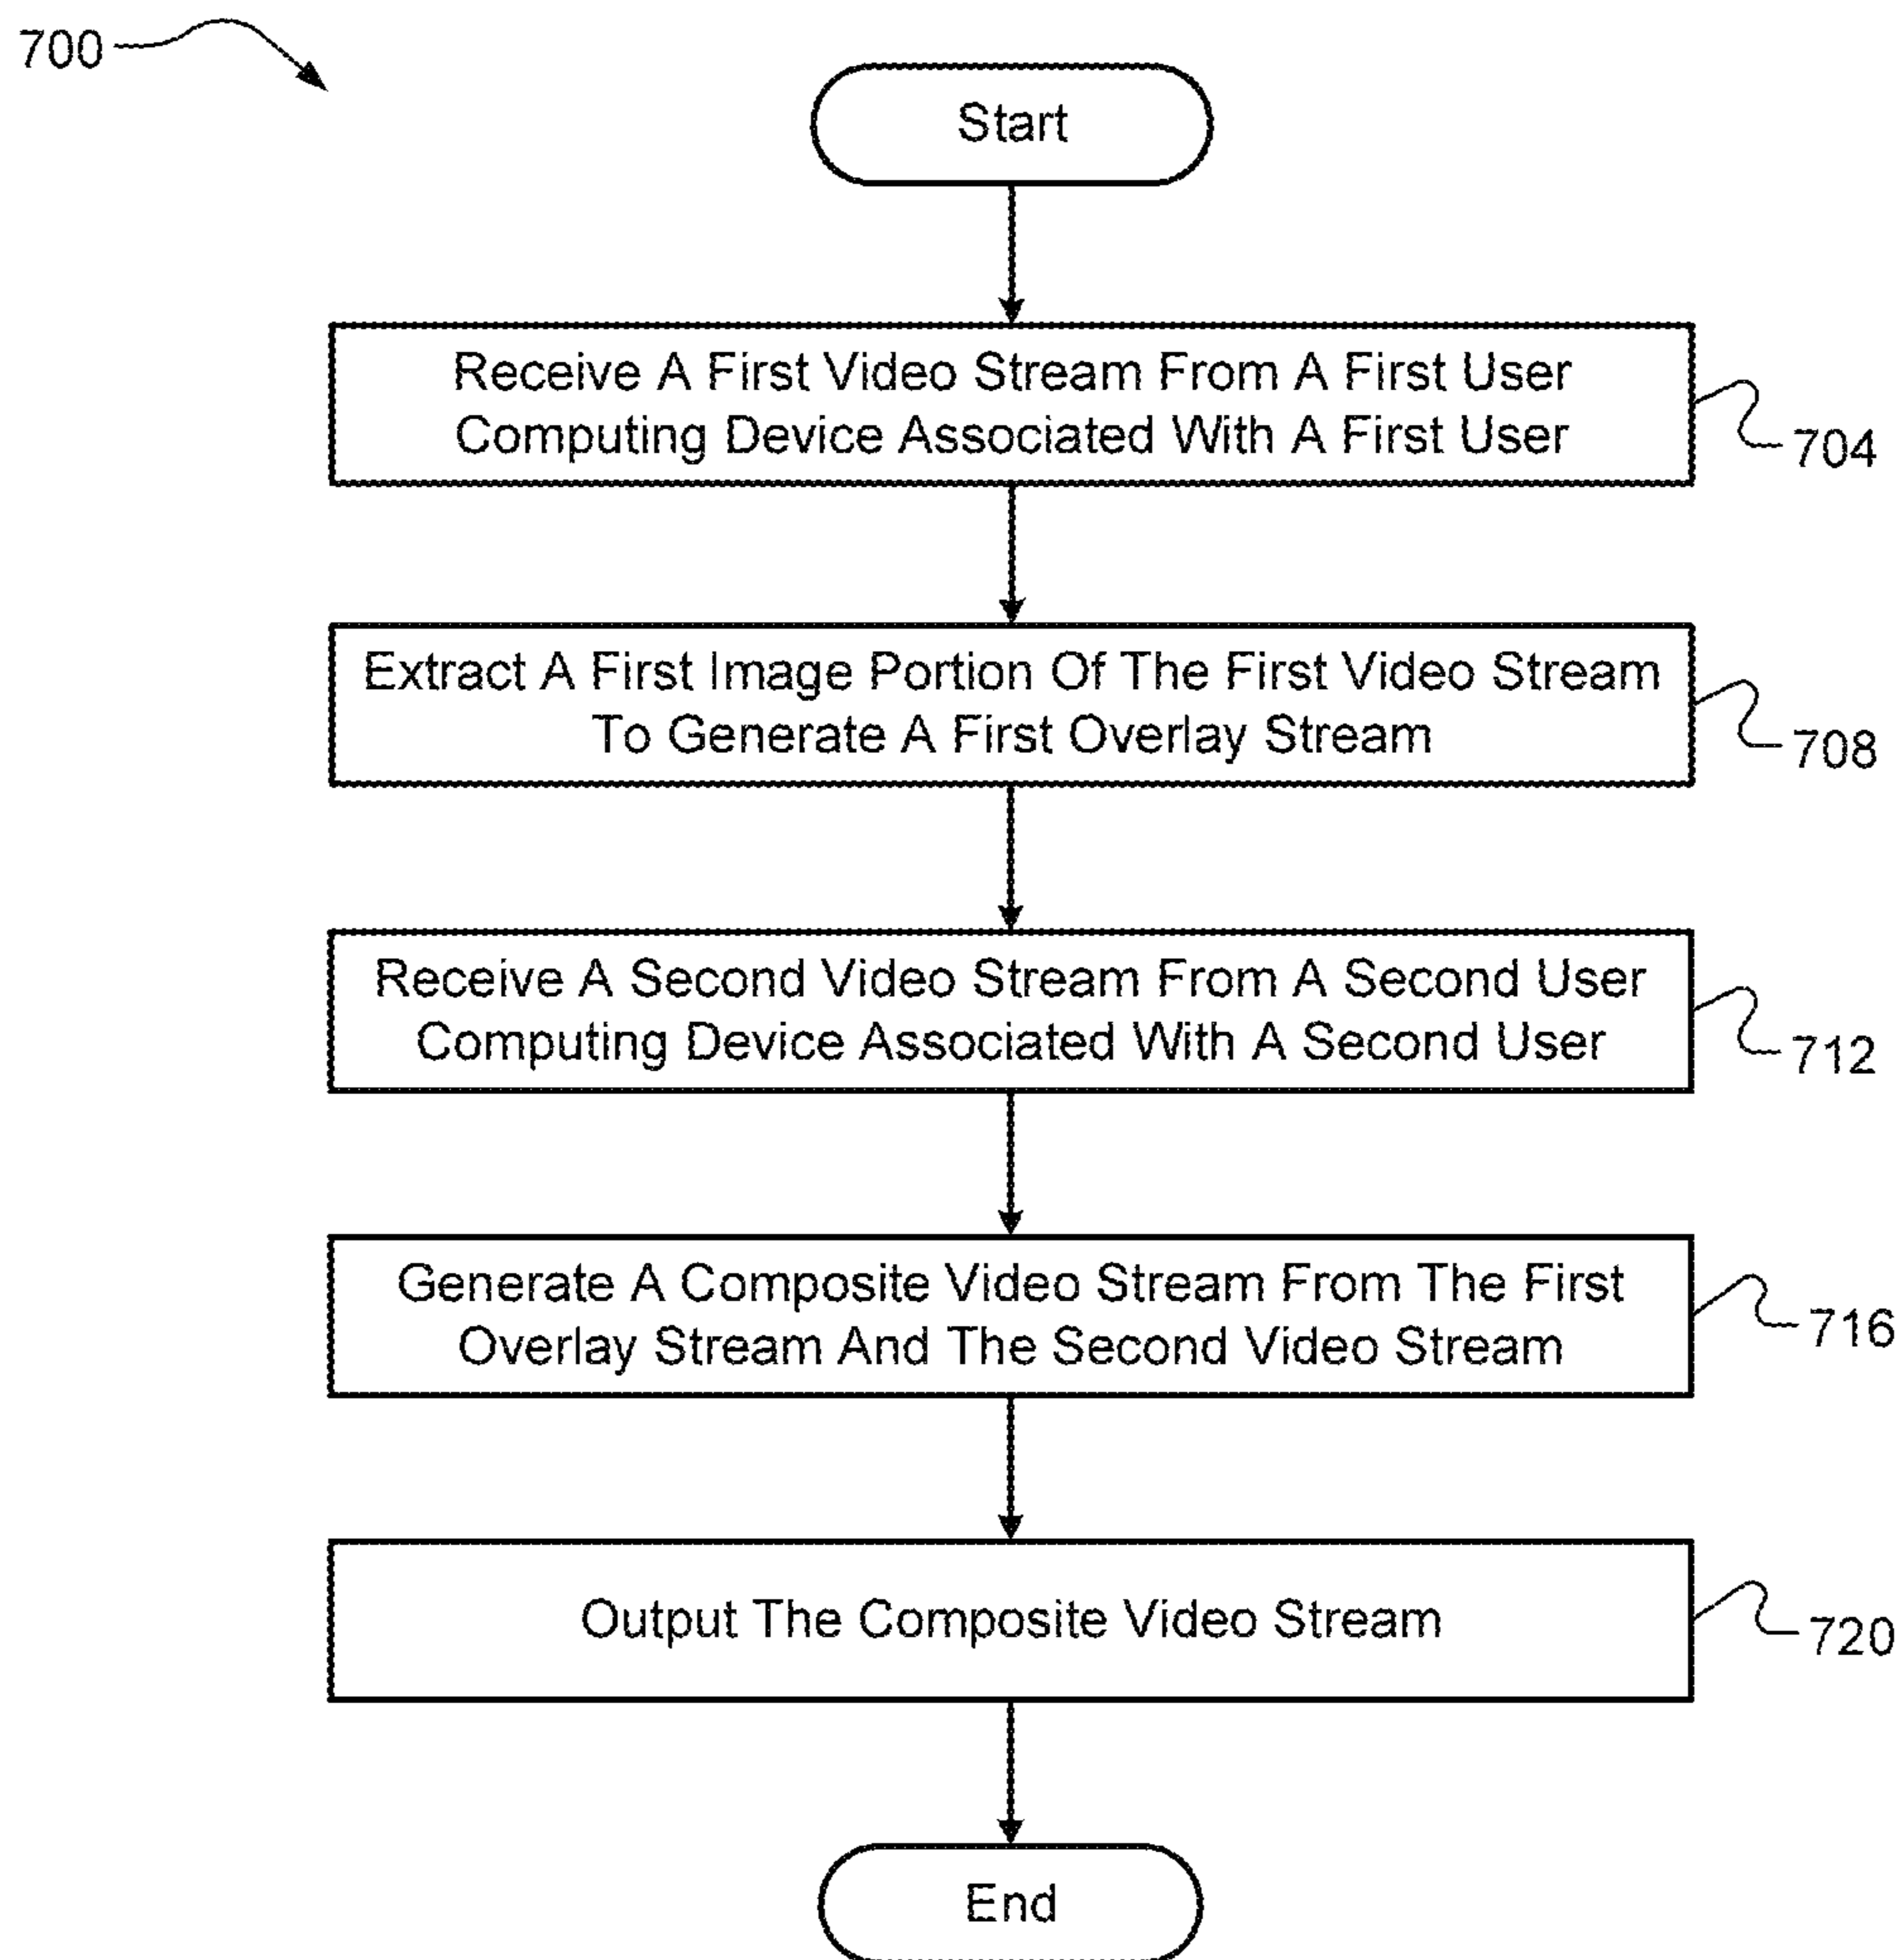 700
Start
Receive A First Video Stream From A First User
Computing Device Associated With A First User
704
Extract A First Image Portion Of The First Video Stream
To Generate A First Overlay Stream
708
Receive A Second Video Stream From A Second User
Computing Device Associated With A Second User
712
Generate A Composite Video Stream From The First
Overlay Stream And The Second Video Stream
716
Output The Composite Video Stream
720
End